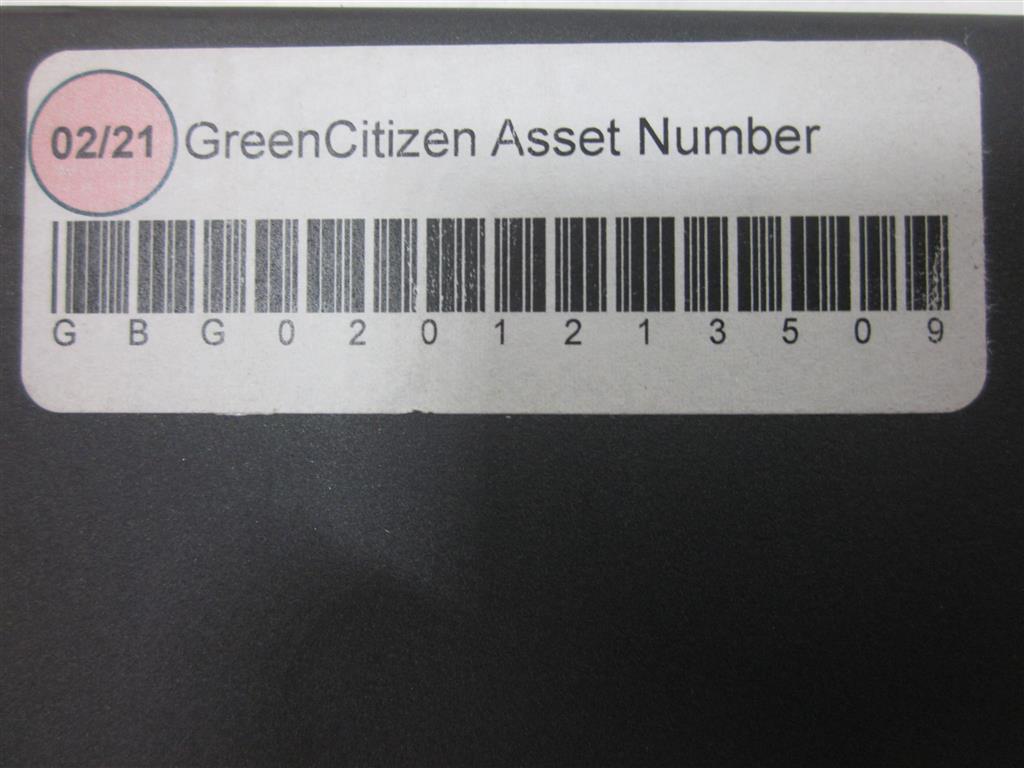 02/21 GreenCitizen Asset Number
G B G 0 2 0 1 2 1 3 5 0 9